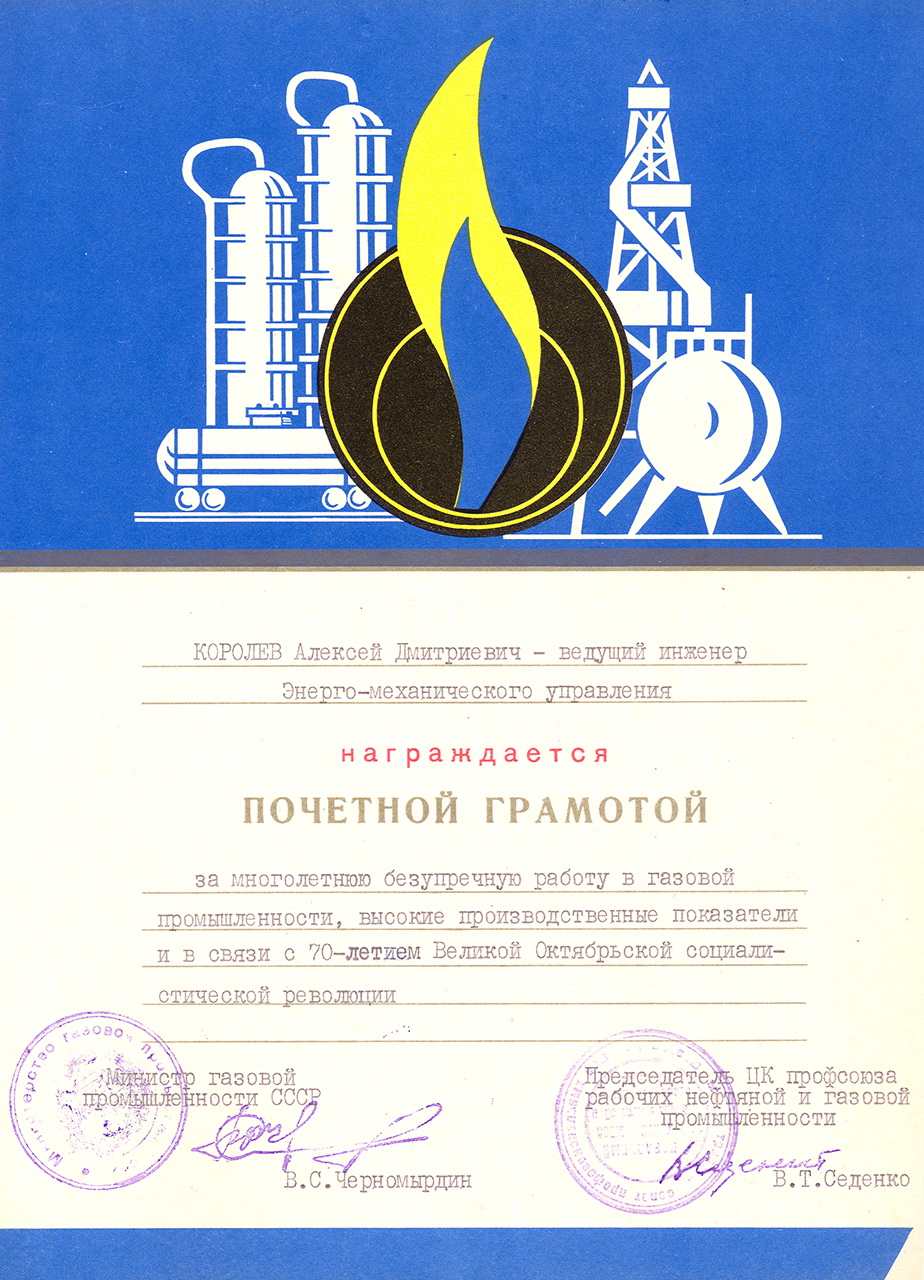 КОРОЛЕВ Алексей Дмитриевич – ведущий инженер
Энерго-механического управления
награждается
ПОЧЕТНОЙ ГРАМОТОЙ
за многолетнюю безупречную работу в газовой
промышленности, высокие производственные показатели
и в связи с 70-летием Великой Октябрьской социали-
стической революции
Министр газовой
промышленности СССР
В.С.Черномырдин
Председатель ЦК профсоюза
рабочих нефтяной и газовой
промышленности
В.Т.Седенко